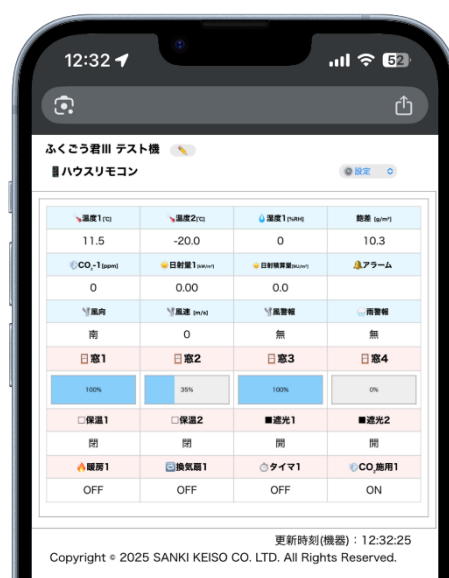 12:32
52
ふくごう君Ⅲ テスト機
ハウスリモコン
設定
温度1[℃] 温度2[℃] 湿度1[%RH] 飽差 [g/m³]
11.5 -20.0 0 10.3
CO₂-1[ppm] 日射量1[kW/m²] 日射積算量[MJ/m²] アラーム
0 0.00 0.0
風向 風速 [m/s] 風警報 雨警報
南 0 無 無
窓1 窓2 窓3 窓4
100% 35% 100% 0%
□保温1 □保温2 ■遮光1 ■遮光2
閉 閉 開 開
暖房1 換気扇1 タイマ1 CO₂施用1
OFF OFF OFF ON
更新時刻(機器)：12:32:25
Copyright © 2025 SANKI KEISO CO. LTD. All Rights Reserved.